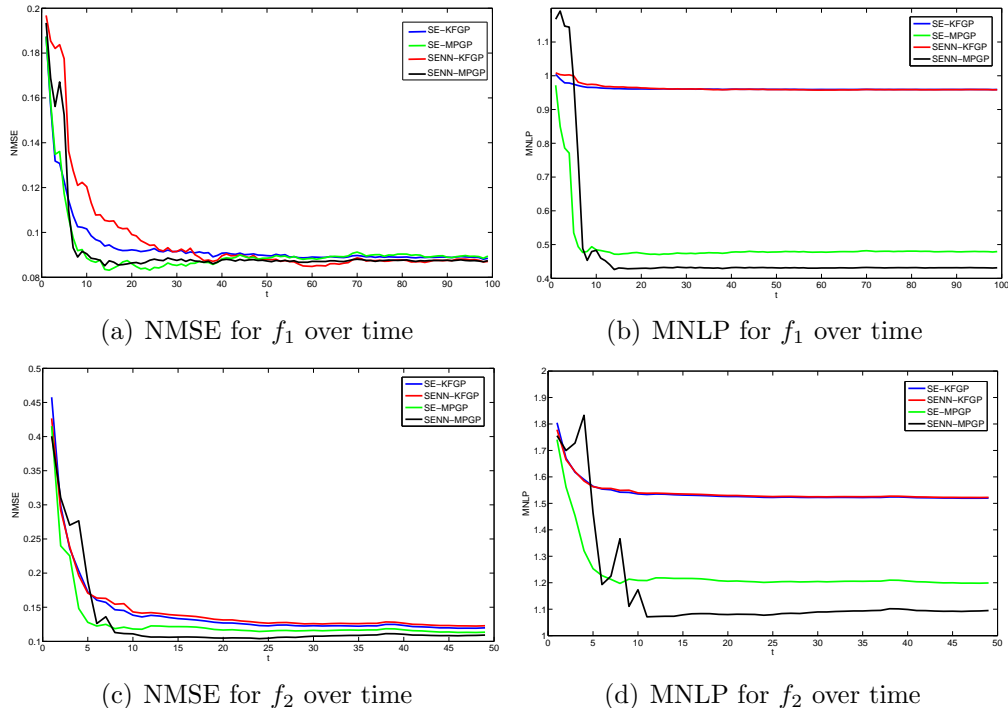 0.2
0.18
0.16
0.14
0.12
0.1
0.08
NMSE
0 10 20 30 40 50 60 70 80 90 100
t
SE-KFGP
SE-MPGP
SENN-KFGP
SENN-MPGP
(a) NMSE for f1 over time
1.1
1
0.9
0.8
0.7
0.6
0.5
0.4
MNLP
0 10 20 30 40 50 60 70 80 90 100
t
SE-KFGP
SE-MPGP
SENN-KFGP
SENN-MPGP
(b) MNLP for f1 over time
0.5
0.45
0.4
0.35
0.3
0.25
0.2
0.15
0.1
NMSE
0 5 10 15 20 25 30 35 40 45 50
t
SE-KFGP
SENN-KFGP
SE-MPGP
SENN-MPGP
(c) NMSE for f2 over time
2
1.9
1.8
1.7
1.6
1.5
1.4
1.3
1.2
1.1
1
MNLP
0 5 10 15 20 25 30 35 40 45 50
t
SE-KFGP
SENN-KFGP
SE-MPGP
SENN-MPGP
(d) MNLP for f2 over time